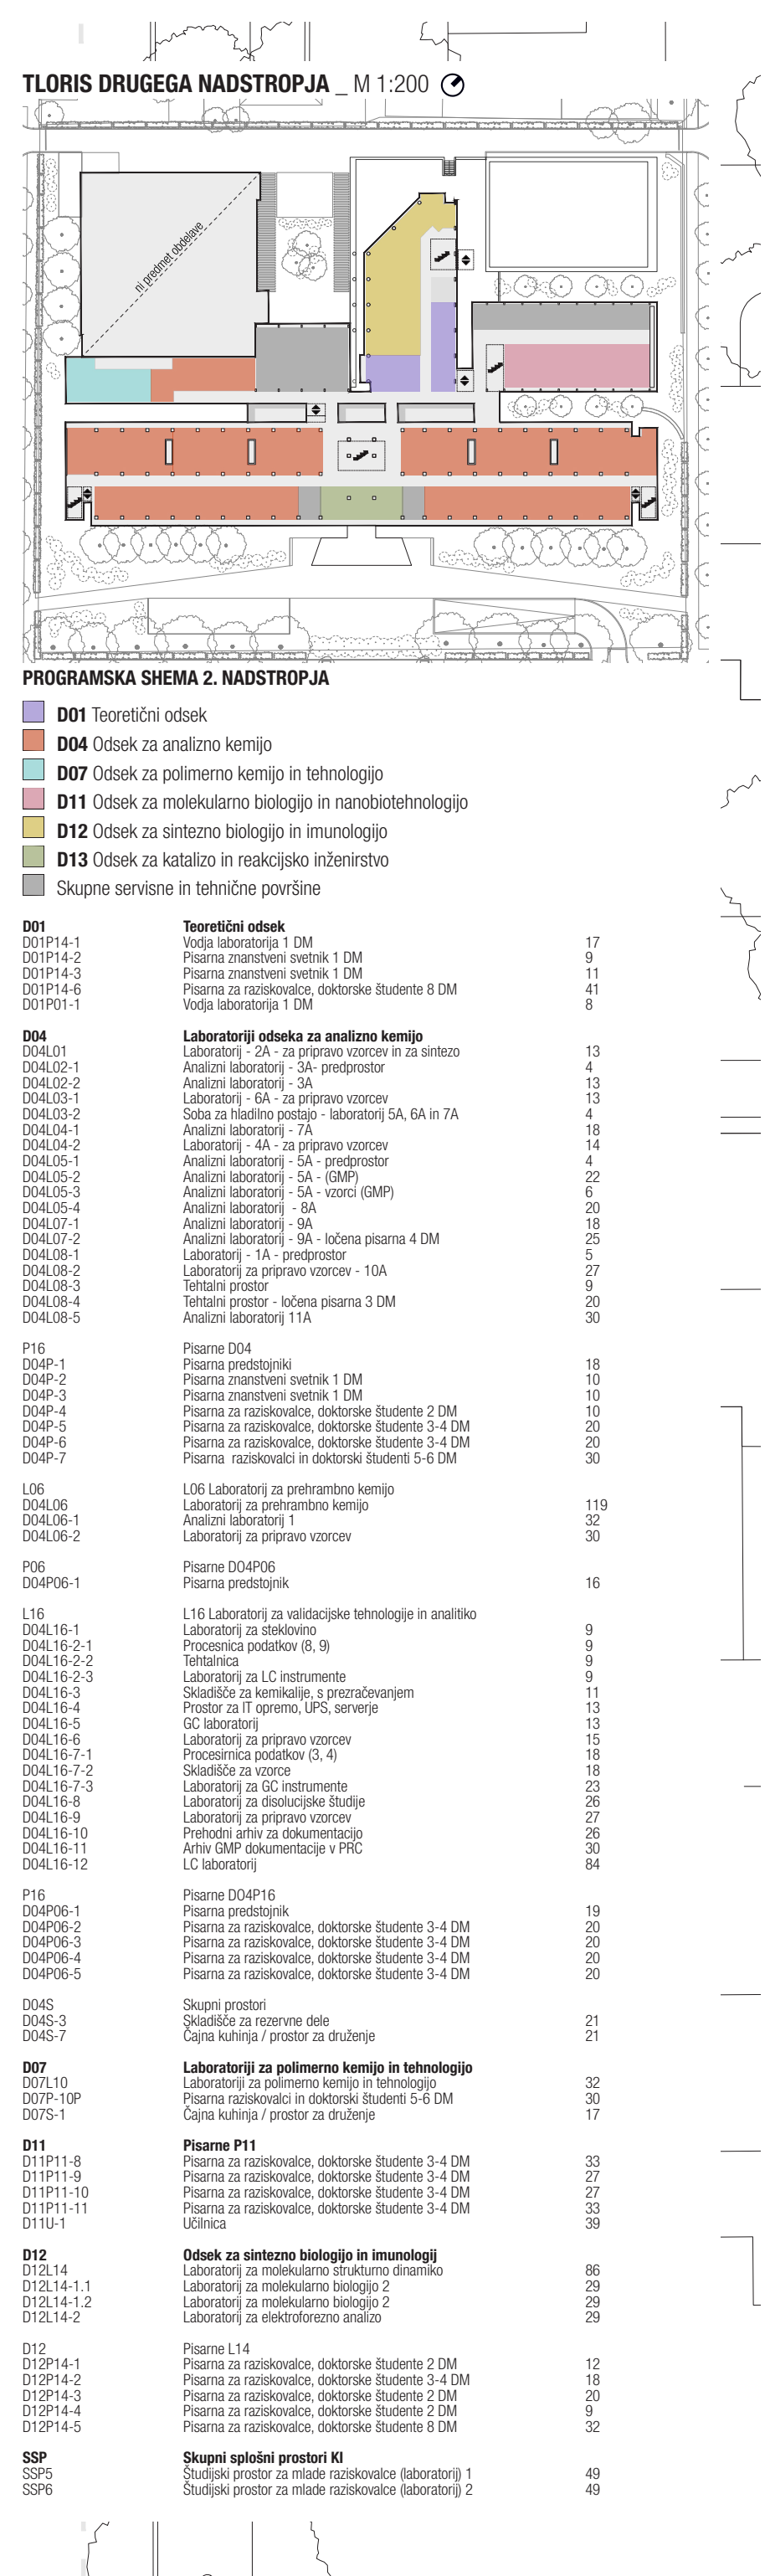 TLORIS DRUGEGA NADSTROPJA _ M 1:200
ni predmet obdelave
PROGRAMSKA SHEMA 2. NADSTROPJA
D01 Teoretični odsek
D04 Odsek za analizno kemijo
D07 Odsek za polimerno kemijo in tehnologijo
D11 Odsek za molekularno biologijo in nanobiotehnologijo
D12 Odsek za sintezno biologijo in imunologijo
D13 Odsek za katalizo in reakcijsko inženirstvo
Skupne servisne in tehnične površine
D01 Teoretični odsek
D01P14-1 Vodja laboratorija 1 DM 17
D01P14-2 Pisarna znanstveni svetnik 1 DM 9
D01P14-3 Pisarna znanstveni svetnik 1 DM 11
D01P14-6 Pisarna za raziskovalce, doktorske študente 8 DM 41
D01P01-1 Vodja laboratorija 1 DM 8
D04 Laboratoriji odseka za analizno kemijo
D04L01 Laboratorij - 2A - za pripravo vzorcev in za sintezo 13
D04L02-1 Analizni laboratorij - 3A- predprostor 4
D04L02-2 Analizni laboratorij - 3A 13
D04L03-1 Laboratorij - 6A - za pripravo vzorcev 13
D04L03-2 Soba za hladilno postajo - laboratorij 5A, 6A in 7A 4
D04L04-1 Analizni laboratorij - 7A 18
D04L04-2 Laboratorij - 4A - za pripravo vzorcev 14
D04L05-1 Analizni laboratorij - 5A - predprostor 4
D04L05-2 Analizni laboratorij - 5A - (GMP) 22
D04L05-3 Analizni laboratorij - 5A - vzorci (GMP) 6
D04L05-4 Analizni laboratorij - 8A 20
D04L07-1 Analizni laboratorij - 9A 18
D04L07-2 Analizni laboratorij - 9A - ločena pisarna 4 DM 25
D04L08-1 Laboratorij - 1A - predprostor 5
D04L08-2 Laboratorij za pripravo vzorcev - 10A 27
D04L08-3 Tehtalni prostor 9
D04L08-4 Tehtalni prostor - ločena pisarna 3 DM 20
D04L08-5 Analizni laboratorij 11A 30
P16 Pisarne D04
D04P-1 Pisarna predstojniki 18
D04P-2 Pisarna znanstveni svetnik 1 DM 10
D04P-3 Pisarna znanstveni svetnik 1 DM 10
D04P-4 Pisarna za raziskovalce, doktorske študente 2 DM 10
D04P-5 Pisarna za raziskovalce, doktorske študente 3-4 DM 20
D04P-6 Pisarna za raziskovalce, doktorske študente 3-4 DM 20
D04P-7 Pisarna raziskovalci in doktorski študenti 5-6 DM 30
L06 L06 Laboratorij za prehrambno kemijo
D04L06 Laboratorij za prehrambno kemijo 119
D04L06-1 Analizni laboratorij 1 32
D04L06-2 Laboratorij za pripravo vzorcev 30
P06 Pisarne DO4P06
D04P06-1 Pisarna predstojnik 16
L16 L16 Laboratorij za validacijske tehnologije in analitiko
D04L16-1 Laboratorij za steklovino 9
D04L16-2-1 Procesnica podatkov (8, 9) 9
D04L16-2-2 Tehtalnica 9
D04L16-2-3 Laboratorij za LC instrumente 9
D04L16-3 Skladišče za kemikalije, s prezračevanjem 11
D04L16-4 Prostor za IT opremo, UPS, serverje 13
D04L16-5 GC laboratorij 13
D04L16-6 Laboratorij za pripravo vzorcev 15
D04L16-7-1 Procesirnica podatkov (3, 4) 18
D04L16-7-2 Skladišče za vzorce 18
D04L16-7-3 Laboratorij za GC instrumente 23
D04L16-8 Laboratorij za disolucijske študije 26
D04L16-9 Laboratorij za pripravo vzorcev 27
D04L16-10 Prehodni arhiv za dokumentacijo 26
D04L16-11 Arhiv GMP dokumentacije v PRC 30
D04L16-12 LC laboratorij 84
P16 Pisarne DO4P16
D04P06-1 Pisarna predstojnik 19
D04P06-2 Pisarna za raziskovalce, doktorske študente 3-4 DM 20
D04P06-3 Pisarna za raziskovalce, doktorske študente 3-4 DM 20
D04P06-4 Pisarna za raziskovalce, doktorske študente 3-4 DM 20
D04P06-5 Pisarna za raziskovalce, doktorske študente 3-4 DM 20
D04S Skupni prostori
D04S-3 Skladišče za rezervne dele 21
D04S-7 Čajna kuhinja / prostor za druženje 21
D07 Laboratoriji za polimerno kemijo in tehnologijo
D07L10 Laboratoriji za polimerno kemijo in tehnologijo 32
D07P-10P Pisarna raziskovalci in doktorski študenti 5-6 DM 30
D07S-1 Čajna kuhinja / prostor za druženje 17
D11 Pisarne P11
D11P11-8 Pisarna za raziskovalce, doktorske študente 3-4 DM 33
D11P11-9 Pisarna za raziskovalce, doktorske študente 3-4 DM 27
D11P11-10 Pisarna za raziskovalce, doktorske študente 3-4 DM 27
D11P11-11 Pisarna za raziskovalce, doktorske študente 3-4 DM 33
D11U-1 Učilnica 39
D12 Odsek za sintezno biologijo in imunologij
D12L14 Laboratorij za molekularno strukturno dinamiko 86
D12L14-1.1 Laboratorij za molekularno biologijo 2 29
D12L14-1.2 Laboratorij za molekularno biologijo 2 29
D12L14-2 Laboratorij za elektroforezno analizo 29
D12 Pisarne L14
D12P14-1 Pisarna za raziskovalce, doktorske študente 2 DM 12
D12P14-2 Pisarna za raziskovalce, doktorske študente 3-4 DM 18
D12P14-3 Pisarna za raziskovalce, doktorske študente 2 DM 20
D12P14-4 Pisarna za raziskovalce, doktorske študente 2 DM 9
D12P14-5 Pisarna za raziskovalce, doktorske študente 8 DM 32
SSP Skupni splošni prostori KI
SSP5 Študijski prostor za mlade raziskovalce (laboratorij) 1 49
SSP6 Študijski prostor za mlade raziskovalce (laboratorij) 2 49